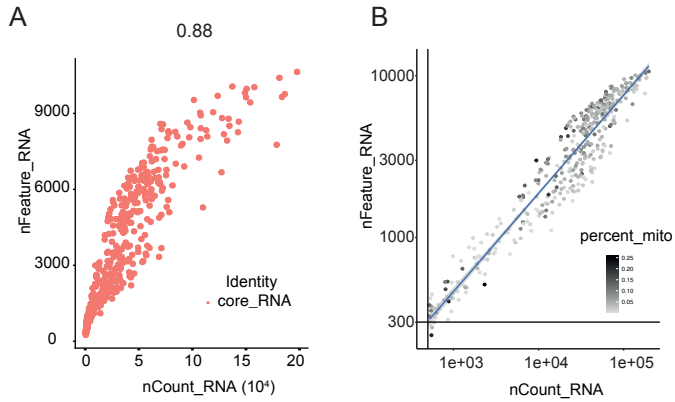 A
0.88
nFeature_RNA
9000
6000
3000
0
Identity
core_RNA
0
5
10
15
20
nCount_RNA (10⁴)
B
nFeature_RNA
10000
3000
1000
300
percent_mito
0.25
0.20
0.15
0.10
0.05
1e+03
1e+04
1e+05
nCount_RNA